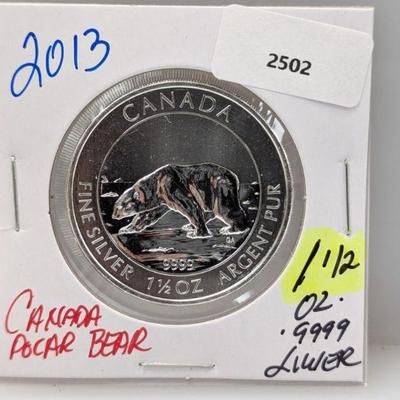 2013
2502
CANADA
FINE SILVER 1½ OZ ARGENT PUR
9999
CANADA
POLAR BEAR
1 1/2
OZ.
.9999
SILVER